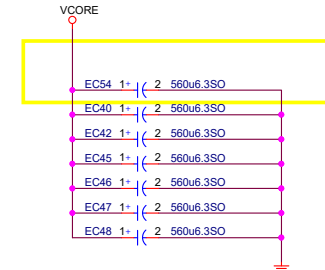 VCORE
EC54 1+ 2 560u6.3SO
EC40 1+ 2 560u6.3SO
EC42 1+ 2 560u6.3SO
EC45 1+ 2 560u6.3SO
EC46 1+ 2 560u6.3SO
EC47 1+ 2 560u6.3SO
EC48 1+ 2 560u6.3SO